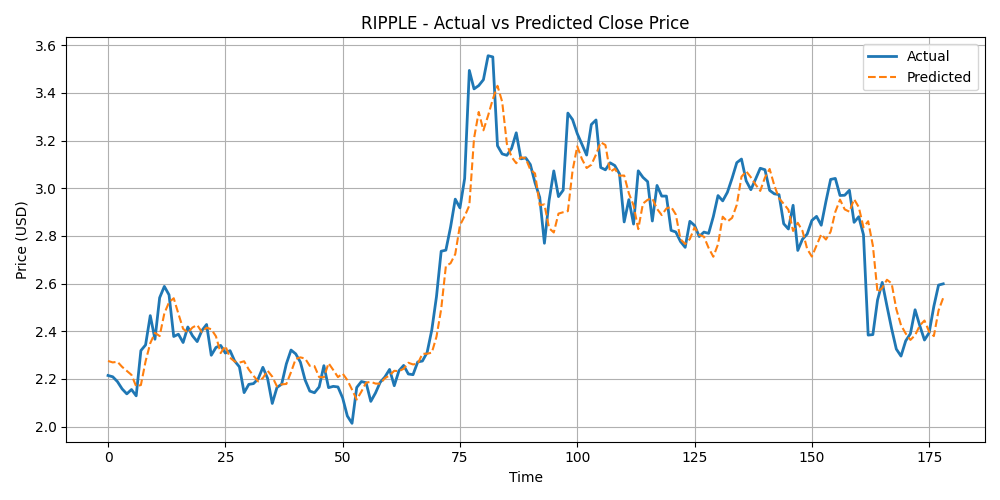 RIPPLE - Actual vs Predicted Close Price
Actual
Predicted
Price (USD)
3.6
3.4
3.2
3.0
2.8
2.6
2.4
2.2
2.0
0 25 50 75 100 125 150 175
Time